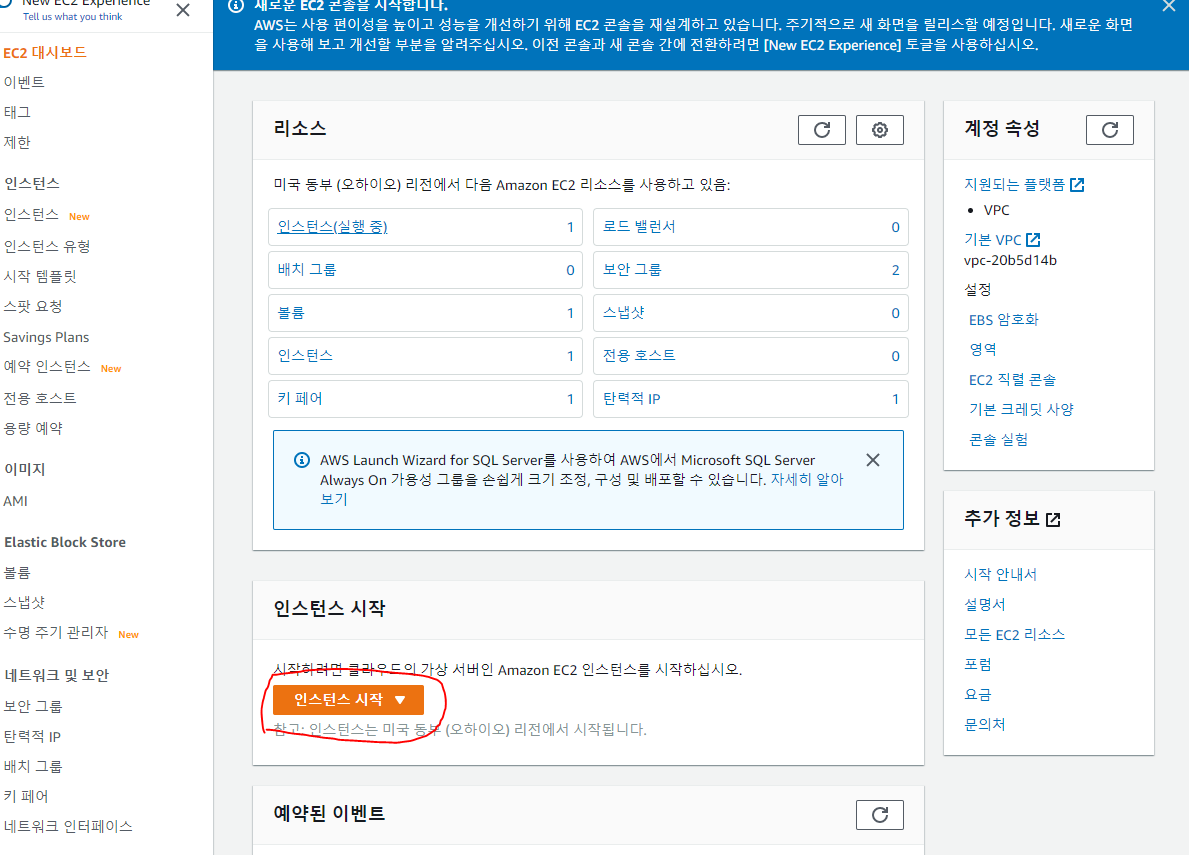 New EC2 Experience
Tell us what you think
EC2 대시보드
이벤트
태그
제한
인스턴스
인스턴스 New
인스턴스 유형
시작 템플릿
스팟 요청
Savings Plans
예약 인스턴스 New
전용 호스트
용량 예약
이미지
AMI
Elastic Block Store
볼륨
스냅샷
수명 주기 관리자 New
네트워크 및 보안
보안 그룹
탄력적 IP
배치 그룹
키 페어
네트워크 인터페이스
새로운 EC2 콘솔을 시작합니다.
AWS는 사용 편이성을 높이고 성능을 개선하기 위해 EC2 콘솔을 재설계하고 있습니다. 주기적으로 새 화면을 릴리스할 예정입니다. 새로운 화면
을 사용해 보고 개선할 부분을 알려주십시오. 이전 콘솔과 새 콘솔 간에 전환하려면 [New EC2 Experience] 토글을 사용하십시오.
리소스
미국 동부 (오하이오) 리전에서 다음 Amazon EC2 리소스를 사용하고 있음:
인스턴스(실행 중) 1 로드 밸런서 0
배치 그룹 0 보안 그룹 2
볼륨 1 스냅샷 0
인스턴스 1 전용 호스트 0
키 페어 1 탄력적 IP 1
AWS Launch Wizard for SQL Server를 사용하여 AWS에서 Microsoft SQL Server
Always On 가용성 그룹을 손쉽게 크기 조정, 구성 및 배포할 수 있습니다. 자세히 알아
보기
인스턴스 시작
시작하려면 클라우드의 가상 서버인 Amazon EC2 인스턴스를 시작하십시오.
인스턴스 시작 ▼
참고: 인스턴스는 미국 동부 (오하이오) 리전에서 시작됩니다.
예약된 이벤트
계정 속성
지원되는 플랫폼
• VPC
기본 VPC
vpc-20b5d14b
설정
EBS 암호화
영역
EC2 직렬 콘솔
기본 크레딧 사양
콘솔 실험
추가 정보
시작 안내서
설명서
모든 EC2 리소스
포럼
요금
문의처